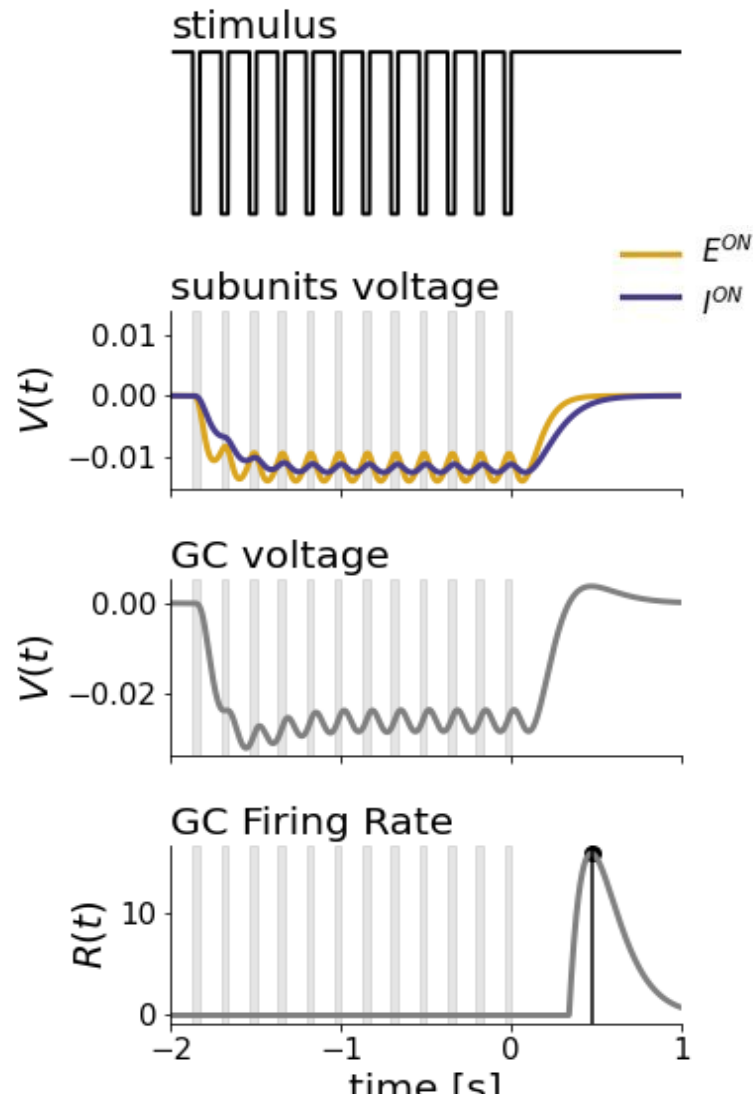 stimulus
E^ON
I^ON
subunits voltage
0.01
0.00
−0.01
V(t)
GC voltage
0.00
−0.02
V(t)
GC Firing Rate
10
0
R(t)
−2 −1 0 1
time [s]